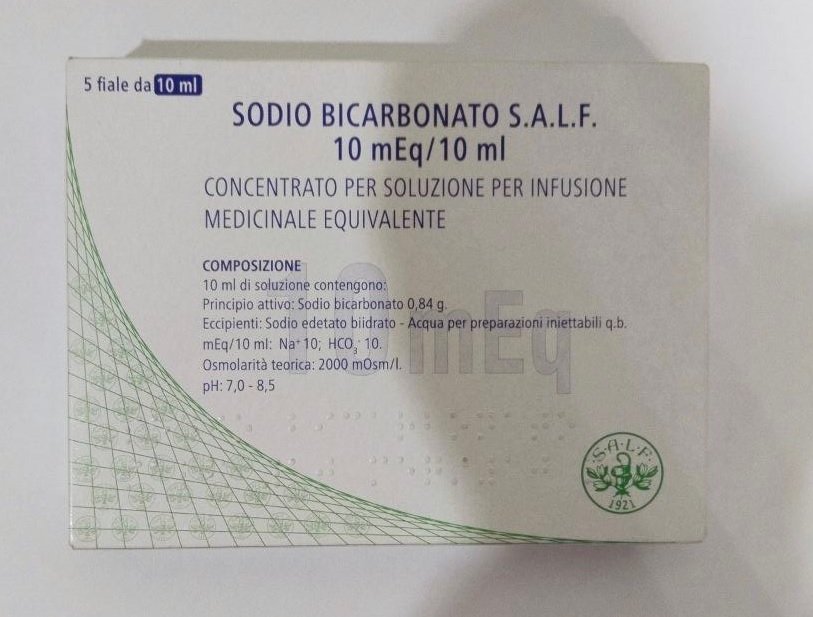 5 fiale da 10 ml
SODIO BICARBONATO S.A.L.F.
10 mEq/10 ml
CONCENTRATO PER SOLUZIONE PER INFUSIONE
MEDICINALE EQUIVALENTE
10 mEq
COMPOSIZIONE
10 ml di soluzione contengono:
Principio attivo: Sodio bicarbonato 0,84 g.
Eccipienti: Sodio edetato biidrato - Acqua per preparazioni iniettabili q.b.
mEq/10 ml: Na⁺ 10; HCO₃⁻ 10.
Osmolarità teorica: 2000 mOsm/l.
pH: 7,0 - 8,5
S.A.L.F.
1921